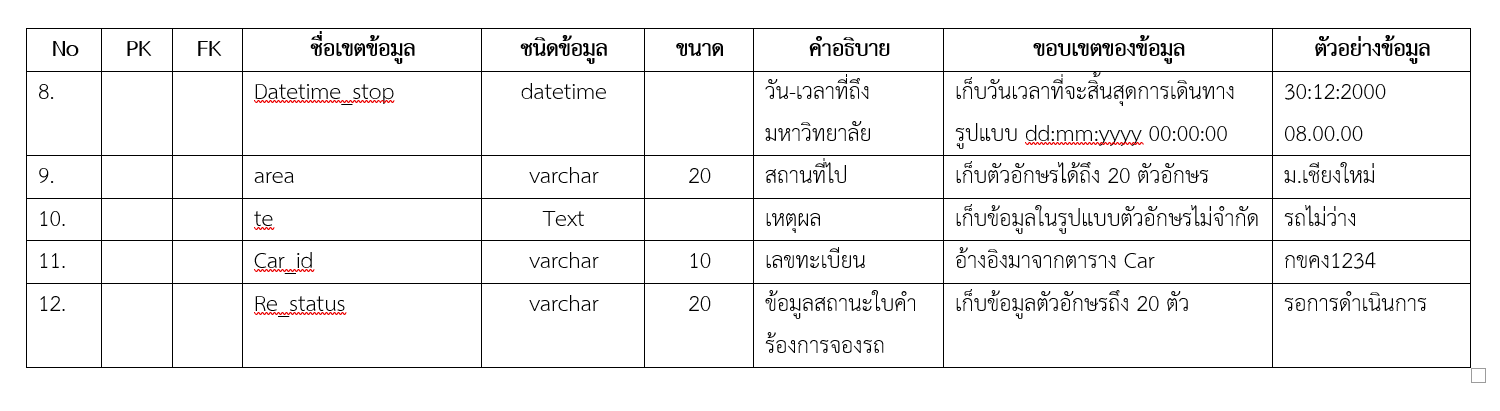 No PK FK ชื่อเขตข้อมูล ชนิดข้อมูล ขนาด คำอธิบาย ขอบเขตของข้อมูล ตัวอย่างข้อมูล
8. Datetime_stop datetime วัน-เวลาที่ถึง เก็บวันเวลาที่จะสิ้นสุดการเดินทาง 30:12:2000
มหาวิทยาลัย รูปแบบ dd:mm:yyyy 00:00:00 08.00.00
9. area varchar 20 สถานที่ไป เก็บตัวอักษรได้ถึง 20 ตัวอักษร ม.เชียงใหม่
10. te Text เหตุผล เก็บข้อมูลในรูปแบบตัวอักษรไม่จำกัด รถไม่ว่าง
11. Car_id varchar 10 เลขทะเบียน อ้างอิงมาจากตาราง Car กขคง1234
12. Re_status varchar 20 ข้อมูลสถานะใบคำ เก็บข้อมูลตัวอักษรถึง 20 ตัว รอการดำเนินการ
ร้องการจองรถ